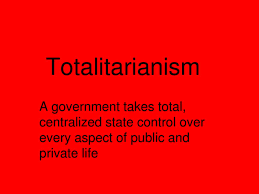 Totalitarianism
A government takes total,
centralized state control over
every aspect of public and
private life